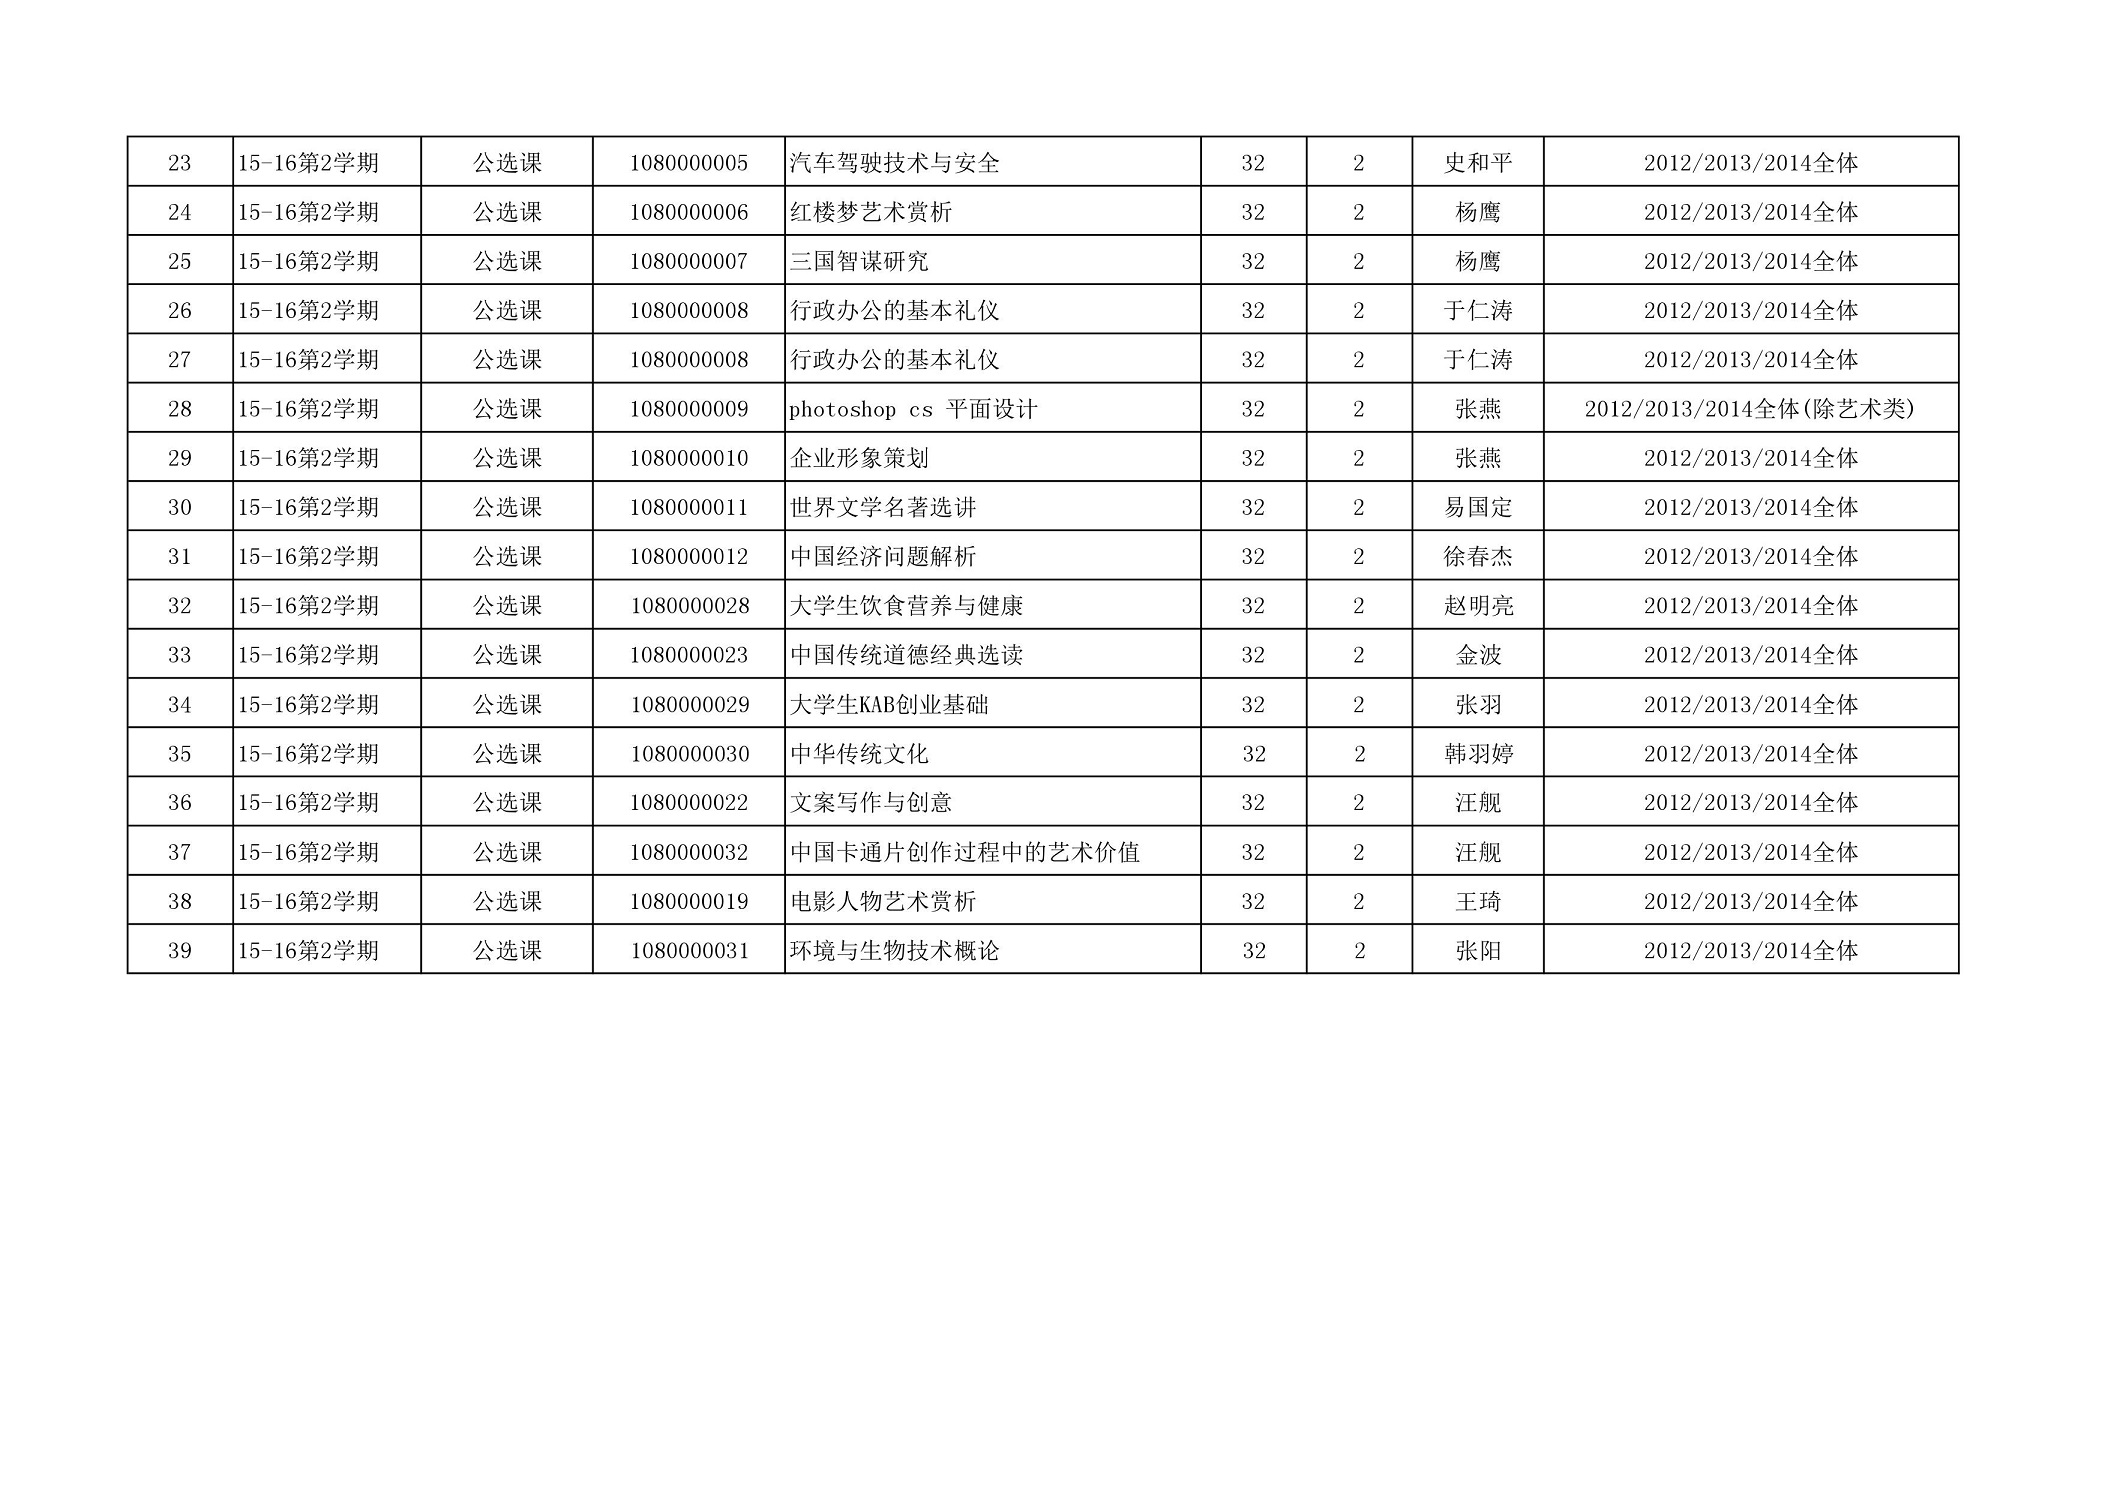 23 15-16第2学期 公选课 1080000005 汽车驾驶技术与安全 32 2 史和平 2012/2013/2014全体
24 15-16第2学期 公选课 1080000006 红楼梦艺术赏析 32 2 杨鹰 2012/2013/2014全体
25 15-16第2学期 公选课 1080000007 三国智谋研究 32 2 杨鹰 2012/2013/2014全体
26 15-16第2学期 公选课 1080000008 行政办公的基本礼仪 32 2 于仁涛 2012/2013/2014全体
27 15-16第2学期 公选课 1080000008 行政办公的基本礼仪 32 2 于仁涛 2012/2013/2014全体
28 15-16第2学期 公选课 1080000009 photoshop cs 平面设计 32 2 张燕 2012/2013/2014全体(除艺术类)
29 15-16第2学期 公选课 1080000010 企业形象策划 32 2 张燕 2012/2013/2014全体
30 15-16第2学期 公选课 1080000011 世界文学名著选讲 32 2 易国定 2012/2013/2014全体
31 15-16第2学期 公选课 1080000012 中国经济问题解析 32 2 徐春杰 2012/2013/2014全体
32 15-16第2学期 公选课 1080000028 大学生饮食营养与健康 32 2 赵明亮 2012/2013/2014全体
33 15-16第2学期 公选课 1080000023 中国传统道德经典选读 32 2 金波 2012/2013/2014全体
34 15-16第2学期 公选课 1080000029 大学生KAB创业基础 32 2 张羽 2012/2013/2014全体
35 15-16第2学期 公选课 1080000030 中华传统文化 32 2 韩羽婷 2012/2013/2014全体
36 15-16第2学期 公选课 1080000022 文案写作与创意 32 2 汪舰 2012/2013/2014全体
37 15-16第2学期 公选课 1080000032 中国卡通片创作过程中的艺术价值 32 2 汪舰 2012/2013/2014全体
38 15-16第2学期 公选课 1080000019 电影人物艺术赏析 32 2 王琦 2012/2013/2014全体
39 15-16第2学期 公选课 1080000031 环境与生物技术概论 32 2 张阳 2012/2013/2014全体